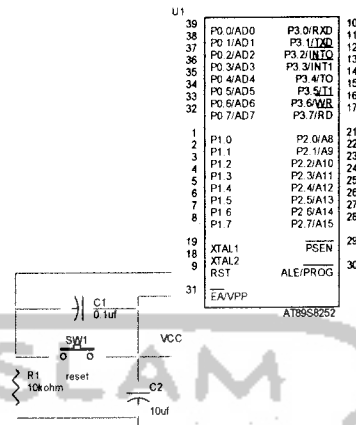 U1
39 P0.0/AD0 P3.0/RXD 10
38 P0.1/AD1 P3.1/TXD 11
37 P0.2/AD2 P3.2/INTO 12
36 P0.3/AD3 P3.3/INT1 13
35 P0.4/AD4 P3.4/TO 14
34 P0.5/AD5 P3.5/T1 15
33 P0.6/AD6 P3.6/WR 16
32 P0.7/AD7 P3.7/RD 17
1 P1.0 P2.0/A8 21
2 P1.1 P2.1/A9 22
3 P1.2 P2.2/A10 23
4 P1.3 P2.3/A11 24
5 P1.4 P2.4/A12 25
6 P1.5 P2.5/A13 26
7 P1.6 P2.6/A14 27
8 P1.7 P2.7/A15 28
19 XTAL1 PSEN 29
18 XTAL2
9 RST ALE/PROG 30
31 EA/VPP
AT89S8252
C1
0.1uf
SW1
VCC
R1
10kohm
reset
C2
10uf
SLAM